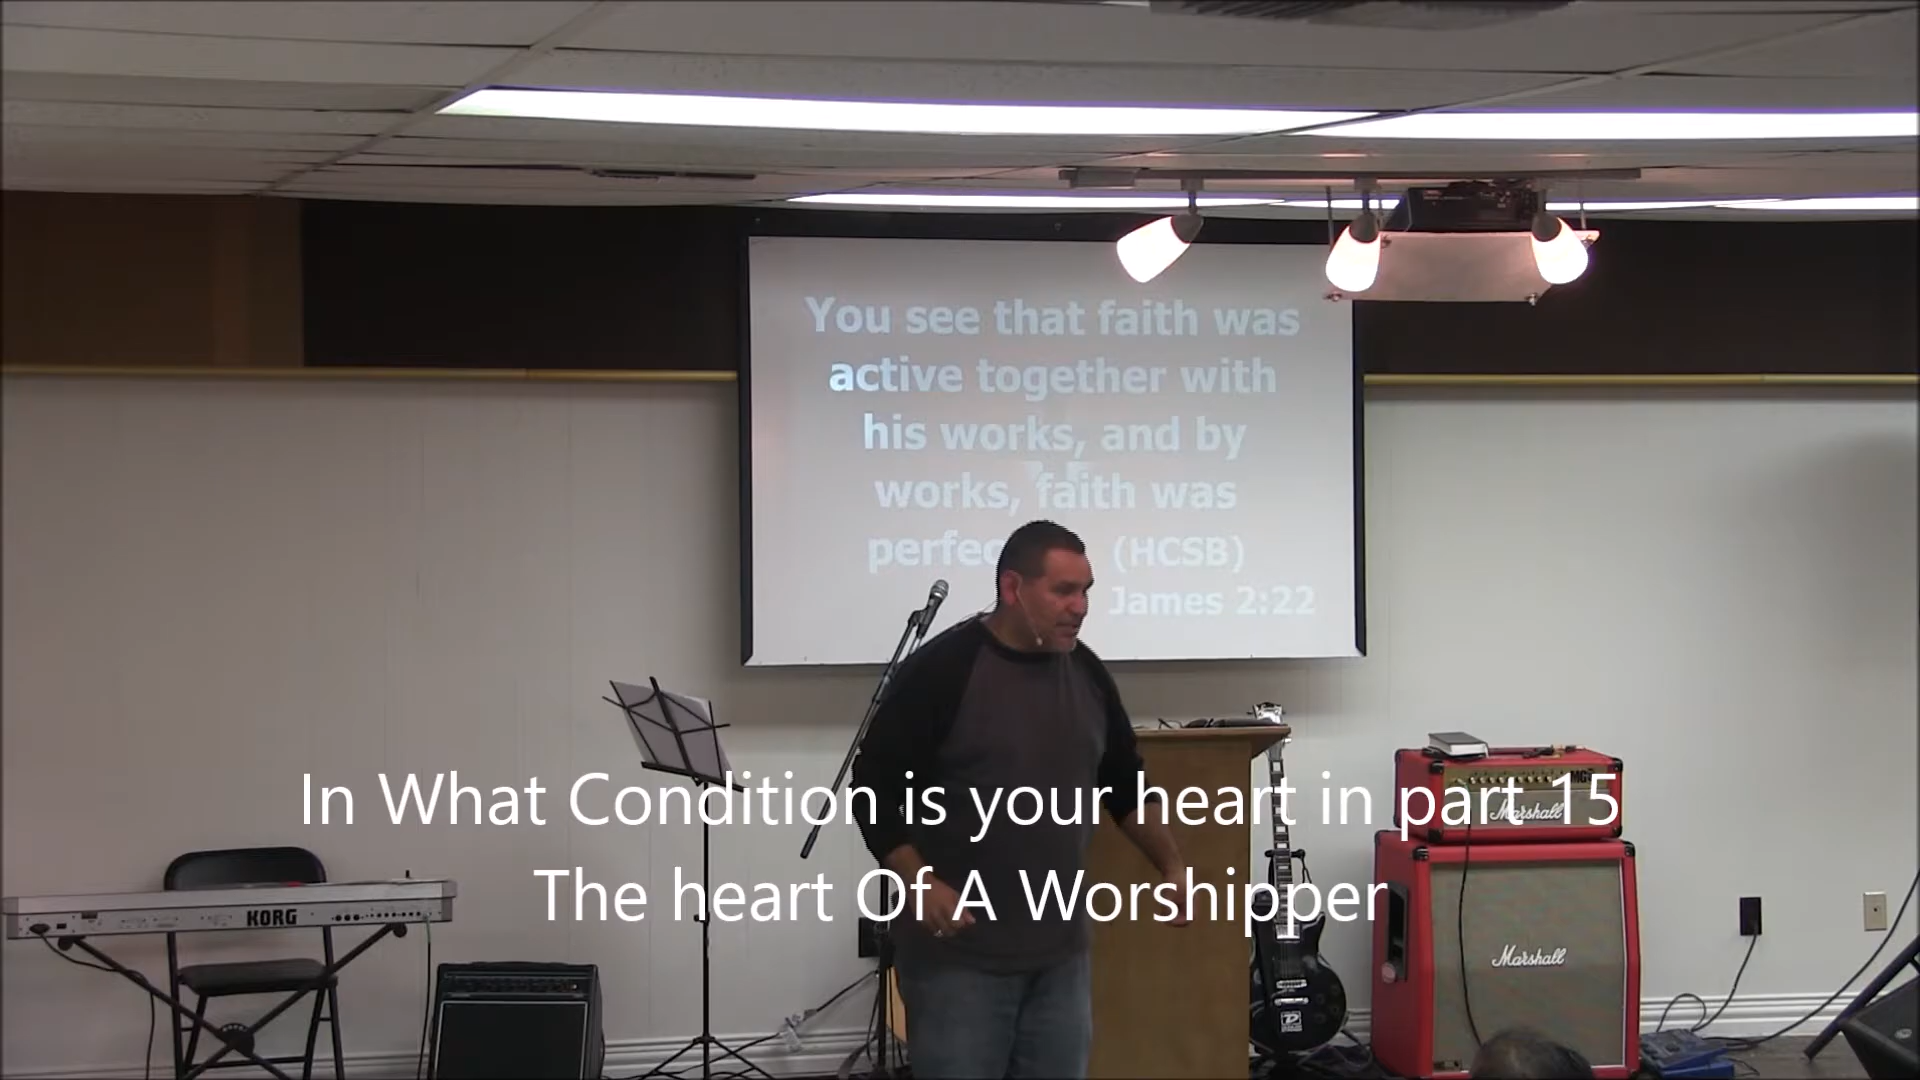 You see that faith was
active together with
his works, and by
works, faith was
(HCSB)
James 2:22
In What Condition is your heart in part 15
The heart Of A Worshipper
KORG
Marshall
Marshall